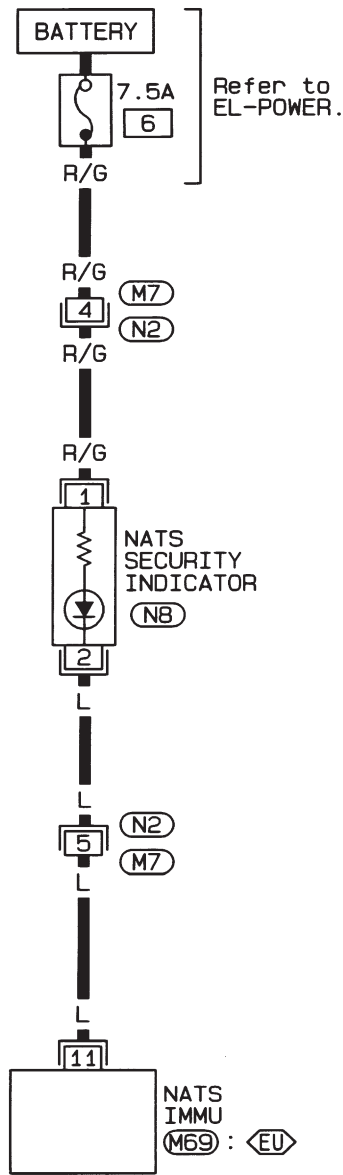 BATTERY
7.5A
6
Refer to
EL-POWER.
R/G
R/G
4
M7
N2
R/G
R/G
1
NATS
SECURITY
INDICATOR
N8
2
L
L
N2
5
M7
L
L
11
NATS
IMMU
M69 : EU